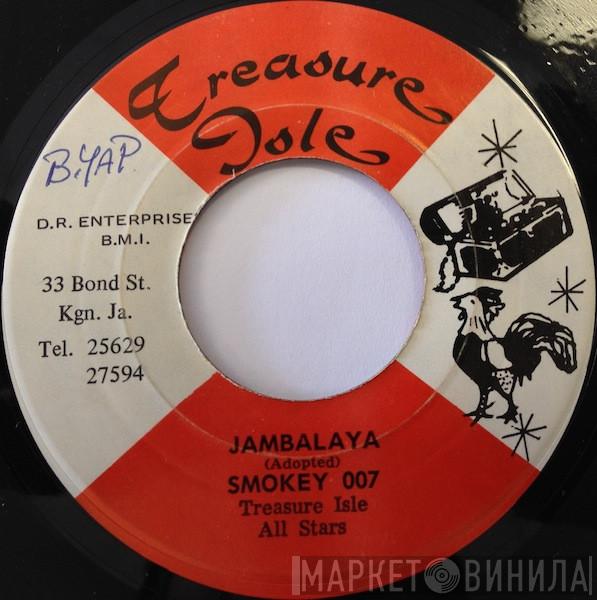 Treasure
Isle
B.YAP
D.R. ENTERPRISE
B.M.I.
33 Bond St.
Kgn. Ja.
Tel. 25629
27594
JAMBALAYA
(Adopted)
SMOKEY 007
Treasure Isle
All Stars
МАРКЕТ ВИНИЛА